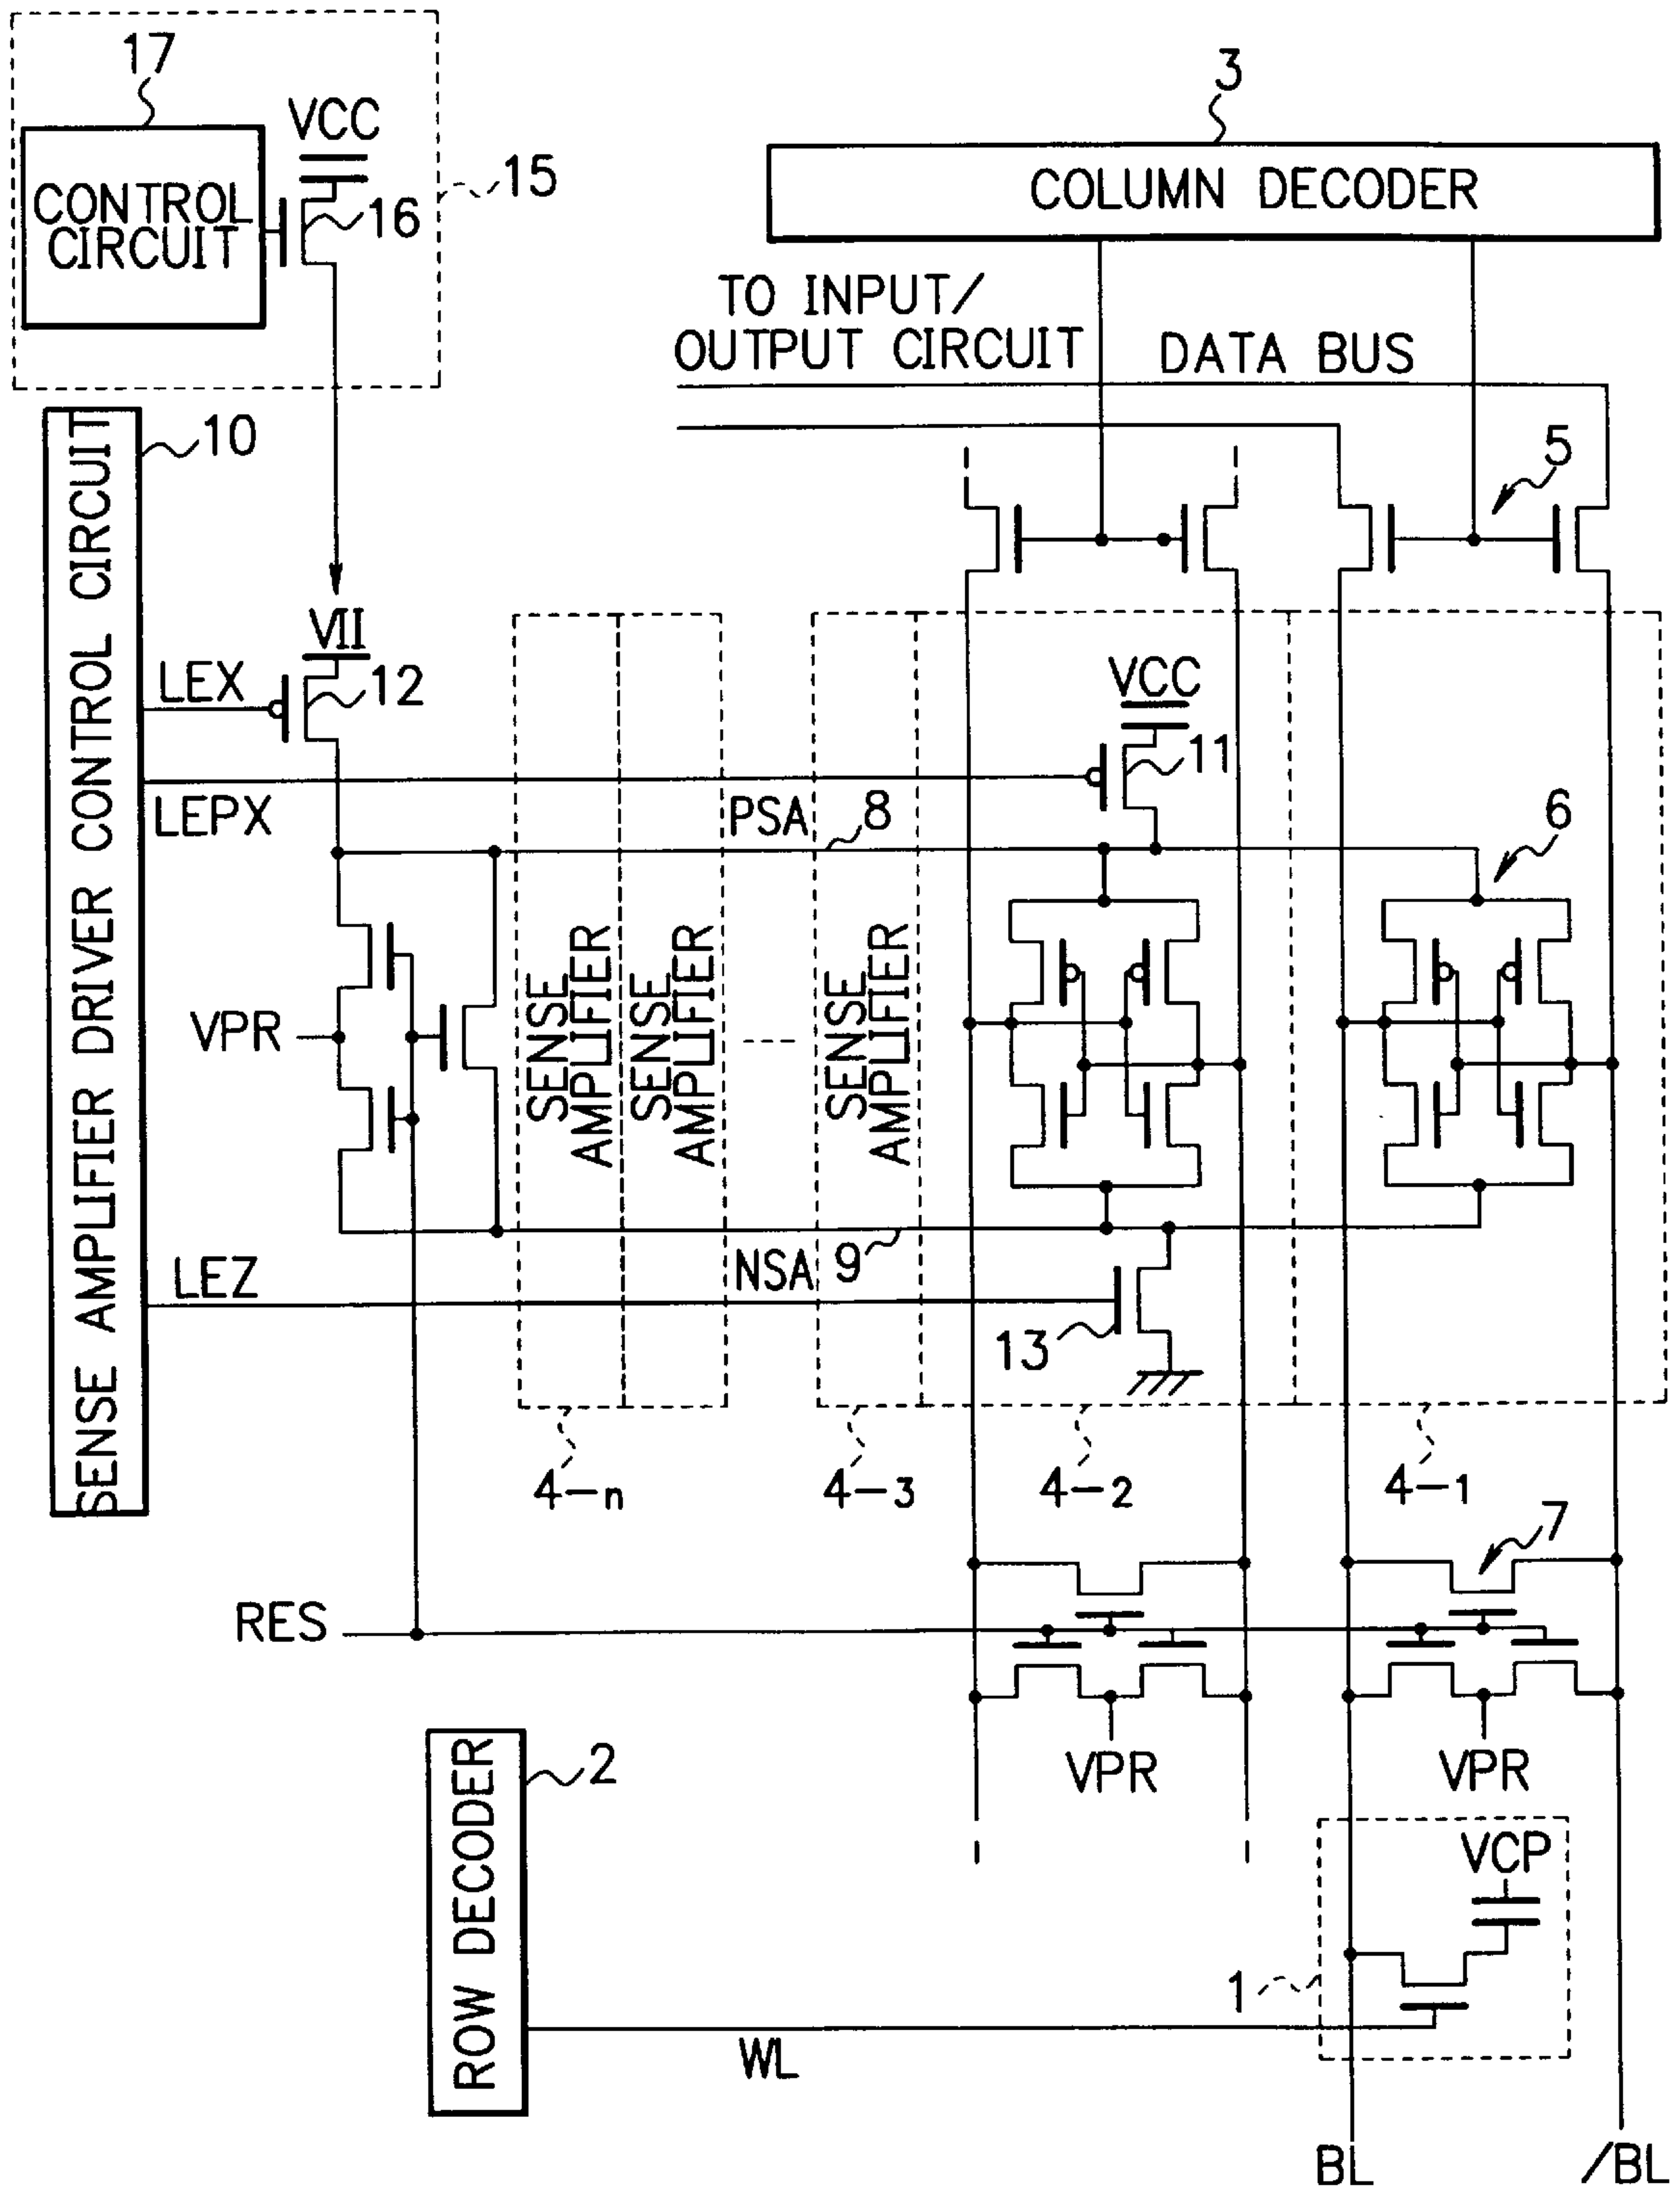 17
VCC
3
CONTROL
CIRCUIT
16
15
COLUMN DECODER
TO INPUT/
OUTPUT CIRCUIT
DATA BUS
SENSE AMPLIFIER DRIVER CONTROL CIRCUIT
10
5
VII
LEX
12
VCC
11
LEPX
PSA
8
6
VPR
SENSE
AMPLIFIER
SENSE
AMPLIFIER
SENSE
AMPLIFIER
LEZ
NSA
9
13
4-n
4-3
4-2
4-1
7
RES
VPR
VPR
ROW DECODER
2
VCP
1
WL
BL
/BL